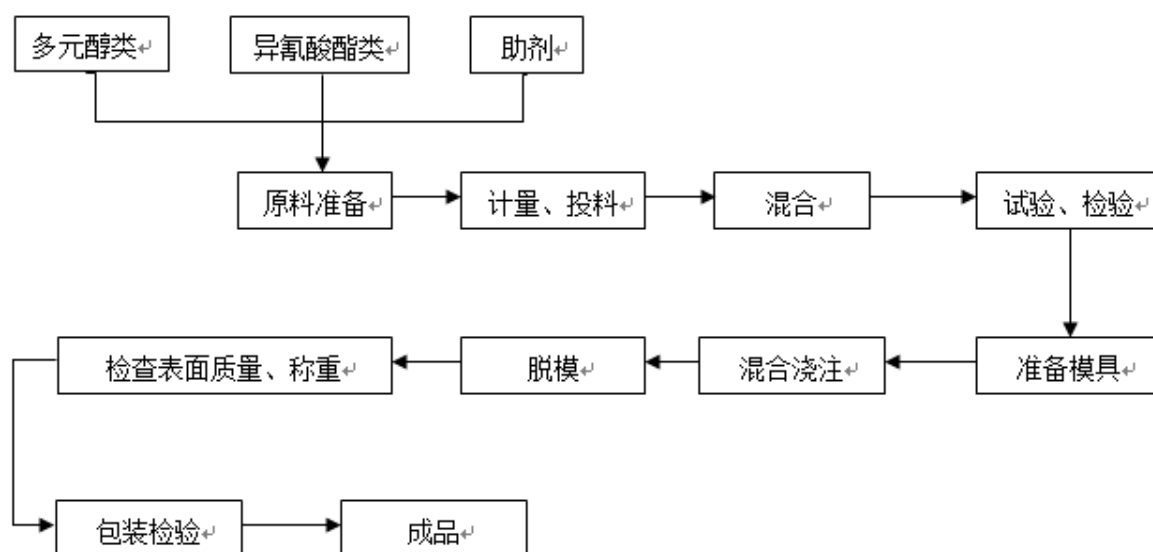 多元醇类
异氰酸酯类
助剂
原料准备
计量、投料
混合
试验、检验
检查表面质量、称重
脱模
混合浇注
准备模具
包装检验
成品